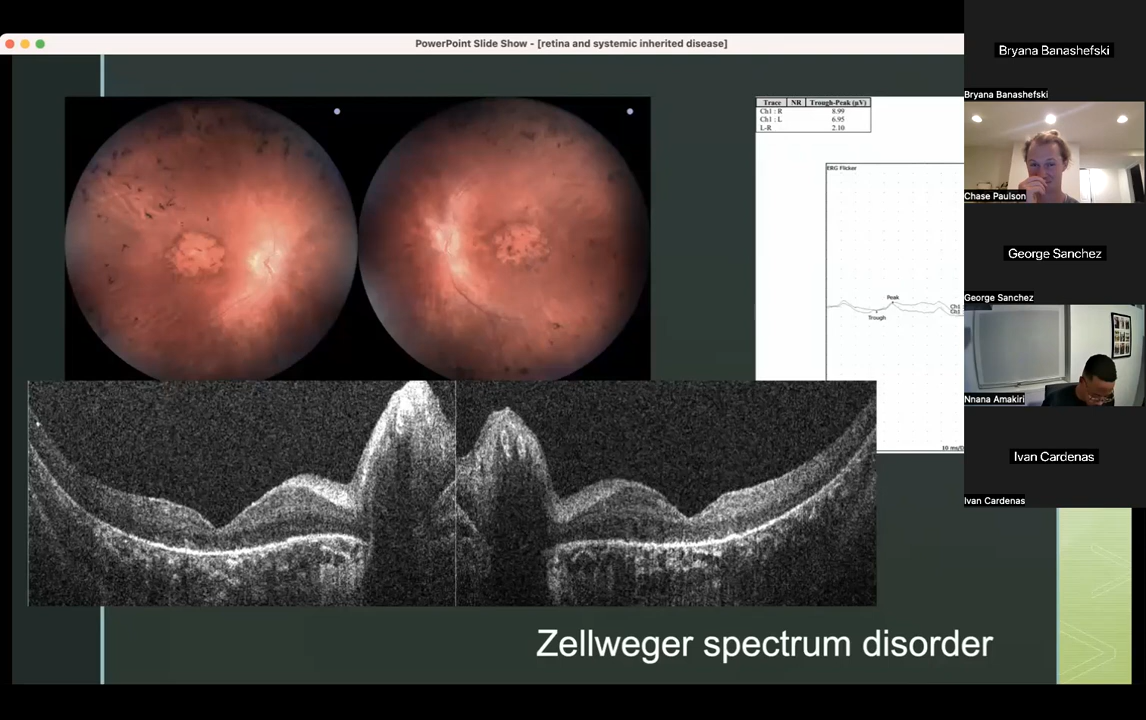 PowerPoint Slide Show - [retina and systemic inherited disease]
Trace NR Trough-Peak (µV)
Ch1 : R 8.99
Ch1 : L 6.95
L-R 2.10
ERG Flicker
Peak
Ch1
Trough
Ch1
10 ms/D
Zellweger spectrum disorder
Bryana Banashefski
Bryana Banashefski
Chase Paulson
George Sanchez
George Sanchez
Nnana Amakiri
Ivan Cardenas
Ivan Cardenas